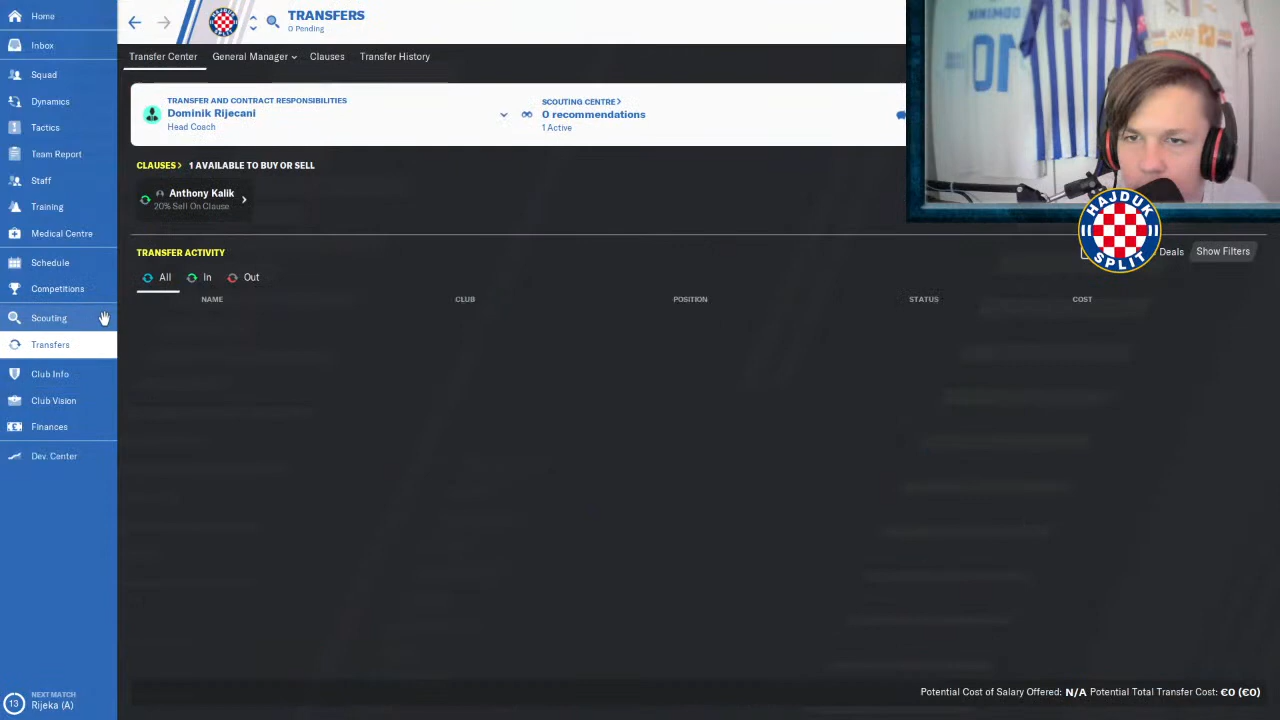 Home
Inbox
Squad
Dynamics
Tactics
Team Report
Staff
Training
Medical Centre
Schedule
Competitions
Scouting
Transfers
Club Info
Club Vision
Finances
Dev. Center
13
NEXT MATCH
Rijeka (A)
TRANSFERS
0 Pending
Transfer Center
General Manager
Clauses
Transfer History
TRANSFER AND CONTRACT RESPONSIBILITIES
Dominik Rijecani
Head Coach
SCOUTING CENTRE
0 recommendations
1 Active
CLAUSES 1 AVAILABLE TO BUY OR SELL
Anthony Kalik
20% Sell On Clause
TRANSFER ACTIVITY
Deals
Show Filters
All
In
Out
NAME CLUB POSITION STATUS COST
Potential Cost of Salary Offered: N/A Potential Total Transfer Cost: €0 (€0)
DOMINIK
10
HAJDUK
SPLIT